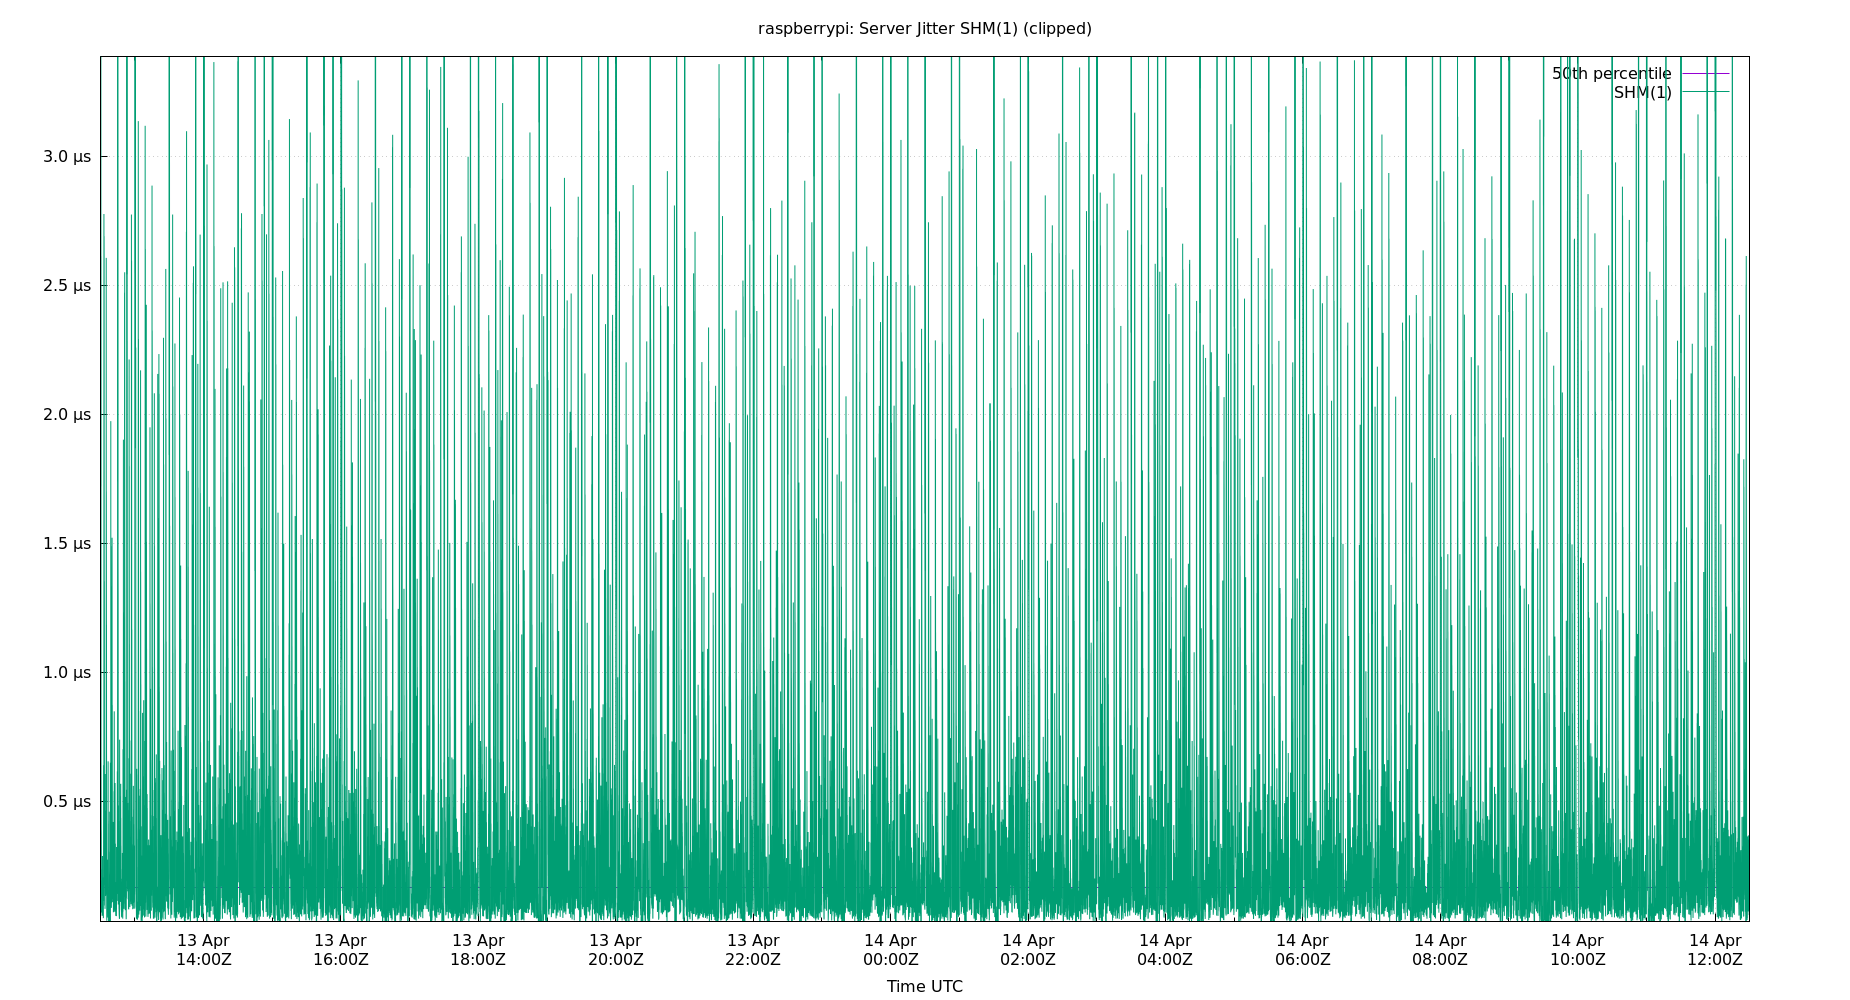 raspberrypi: Server Jitter SHM(1) (clipped)
50th percentile
SHM(1)
3.0 μs
2.5 μs
2.0 μs
1.5 μs
1.0 μs
0.5 μs
13 Apr 13 Apr 13 Apr 13 Apr 13 Apr 14 Apr 14 Apr 14 Apr 14 Apr 14 Apr 14 Apr 14 Apr
14:00Z 16:00Z 18:00Z 20:00Z 22:00Z 00:00Z 02:00Z 04:00Z 06:00Z 08:00Z 10:00Z 12:00Z
Time UTC